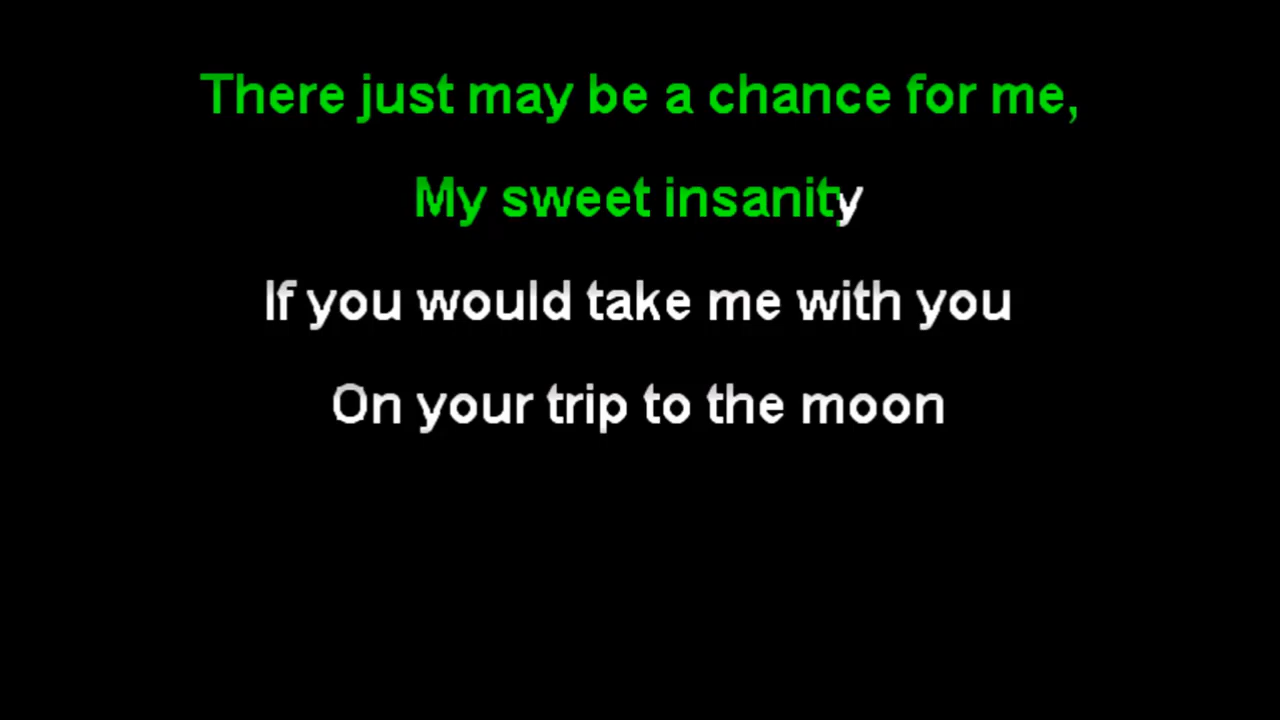 There just may be a chance for me,
My sweet insanity
If you would take me with you
On your trip to the moon